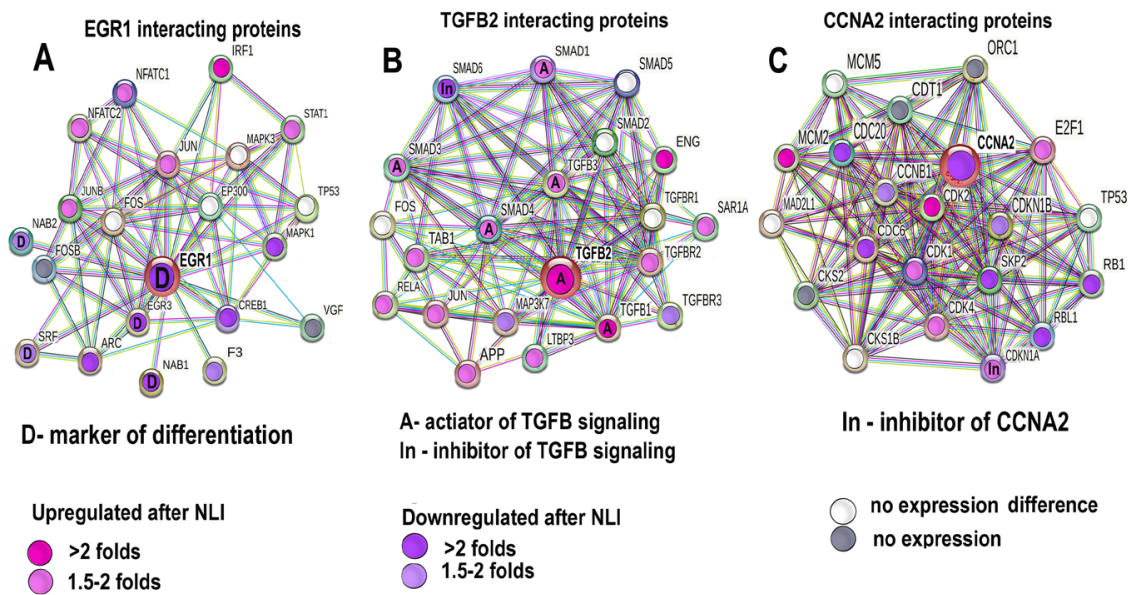 EGR1 interacting proteins
TGFB2 interacting proteins
CCNA2 interacting proteins
A
B
C
IRF1
NFATC1
NFATC2
STAT1
MAPK3
JUN
JUNB
EP300
TP53
FOS
NAB2
D
FOSB
MAPK1
EGR1
D
EGR3
D
CREB1
VGF
SRF
D
ARC
F3
NAB1
D
SMAD1
A
SMAD6
In
SMAD5
SMAD2
ENG
SMAD3
A
TGFB3
A
FOS
SMAD4
A
TGFBR1
SAR1A
TAB1
TGFB2
A
TGFBR2
RELA
JUN
MAP3K7
TGFB1
A
TGFBR3
APP
LTBP3
ORC1
MCM5
CDT1
MCM2
CDC20
CCNA2
E2F1
CCNB1
CDK2
MAD2L1
CDKN1B
TP53
CDC6
CDK1
SKP2
RB1
CKS2
CDK4
RBL1
CKS1B
CDKN1A
In
D- marker of differentiation
A- actiator of TGFB signaling
In - inhibitor of TGFB signaling
In - inhibitor of CCNA2
Upregulated after NLI
>2 folds
1.5-2 folds
Downregulated after NLI
>2 folds
1.5-2 folds
no expression difference
no expression